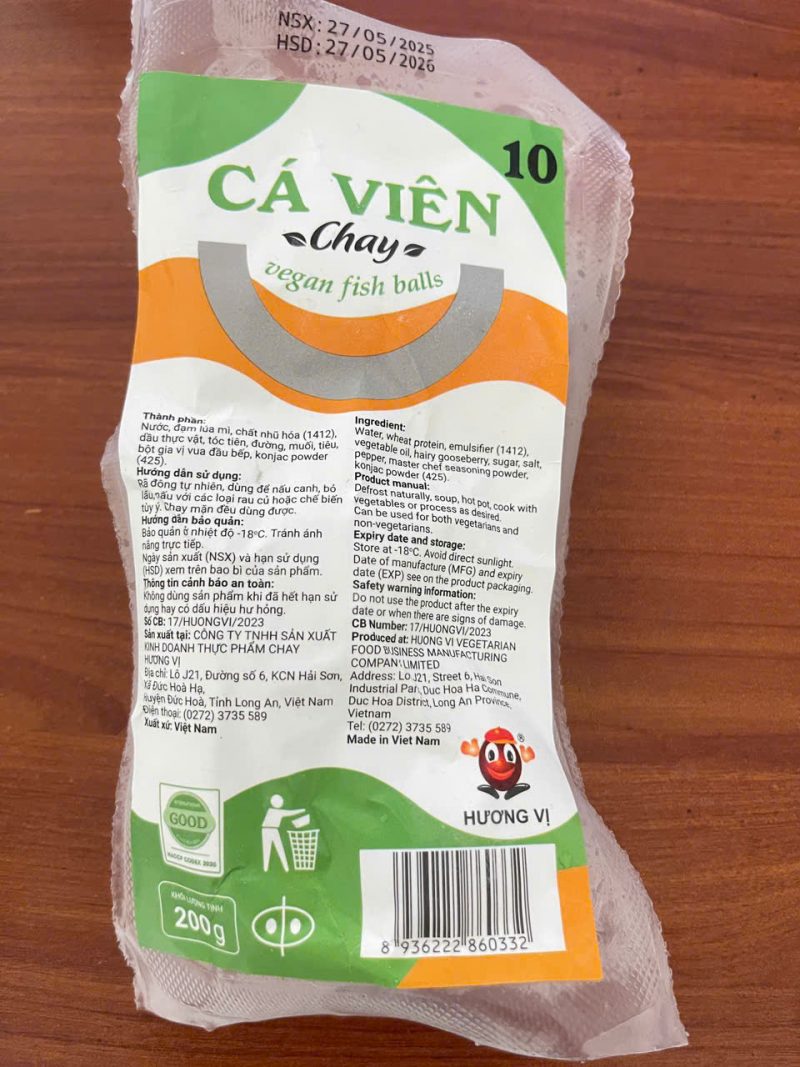 NSX: 27/05/2025
HSD: 27/05/2026
10
CÁ VIÊN
Chay
vegan fish balls
Thành phần:
Nước, đạm lúa mì, chất nhũ hóa (1412),
dầu thực vật, tóc tiên, đường, muối, tiêu,
bột gia vị vua đầu bếp, konjac powder
(425).
Hướng dẫn sử dụng:
Rã đông tự nhiên, dùng để nấu canh, bỏ
lẩu,nấu với các loại rau củ hoặc chế biến
tùy ý. Chay mặn đều dùng được.
Hướng dẫn bảo quản:
Bảo quản ở nhiệt độ -18ºC. Tránh ánh
nắng trực tiếp.
Ngày sản xuất (NSX) và hạn sử dụng
(HSD) xem trên bao bì của sản phẩm.
Thông tin cảnh báo an toàn:
Không dùng sản phẩm khi đã hết hạn sử
dụng hay có dấu hiệu hư hỏng.
Số CB: 17/HUONGVI/2023
Sản xuất tại: CÔNG TY TNHH SẢN XUẤT
KINH DOANH THỰC PHẨM CHAY
HƯƠNG VỊ
Địa chỉ: Lô J21, Đường số 6, KCN Hải Sơn,
Xã Đức Hoà Hạ,
Huyện Đức Hoà, Tỉnh Long An, Việt Nam
Điện thoại: (0272) 3735 589
Xuất xứ: Việt Nam
Ingredient:
Water, wheat protein, emulsifier (1412),
vegetable oil, hairy gooseberry, sugar, salt,
pepper, master chef seasoning powder,
konjac powder (425).
Product manual:
Defrost naturally, soup, hot pot, cook with
vegetables or process as desired.
Can be used for both vegetarians and
non-vegetarians.
Expiry date and storage:
Store at -18ºC. Avoid direct sunlight.
Date of manufacture (MFG) and expiry
date (EXP) see on the product packaging.
Safety warning information:
Do not use the product after the expiry
date or when there are signs of damage.
CB Number: 17/HUONGVI/2023
Produced at: HUONG VI VEGETARIAN
FOOD BUSINESS MANUFACTURING
COMPANY LIMITED
Address: Lo J21, Street 6, Hai Son
Industrial Park, Duc Hoa Ha Commune,
Duc Hoa District, Long An Province,
Vietnam
Tel: (0272) 3735 589
Made in Viet Nam
®
HƯƠNG VỊ
GOOD
HACCP CODEX 2020
KHỐI LƯỢNG TỊNH
200g
8 936222 860332